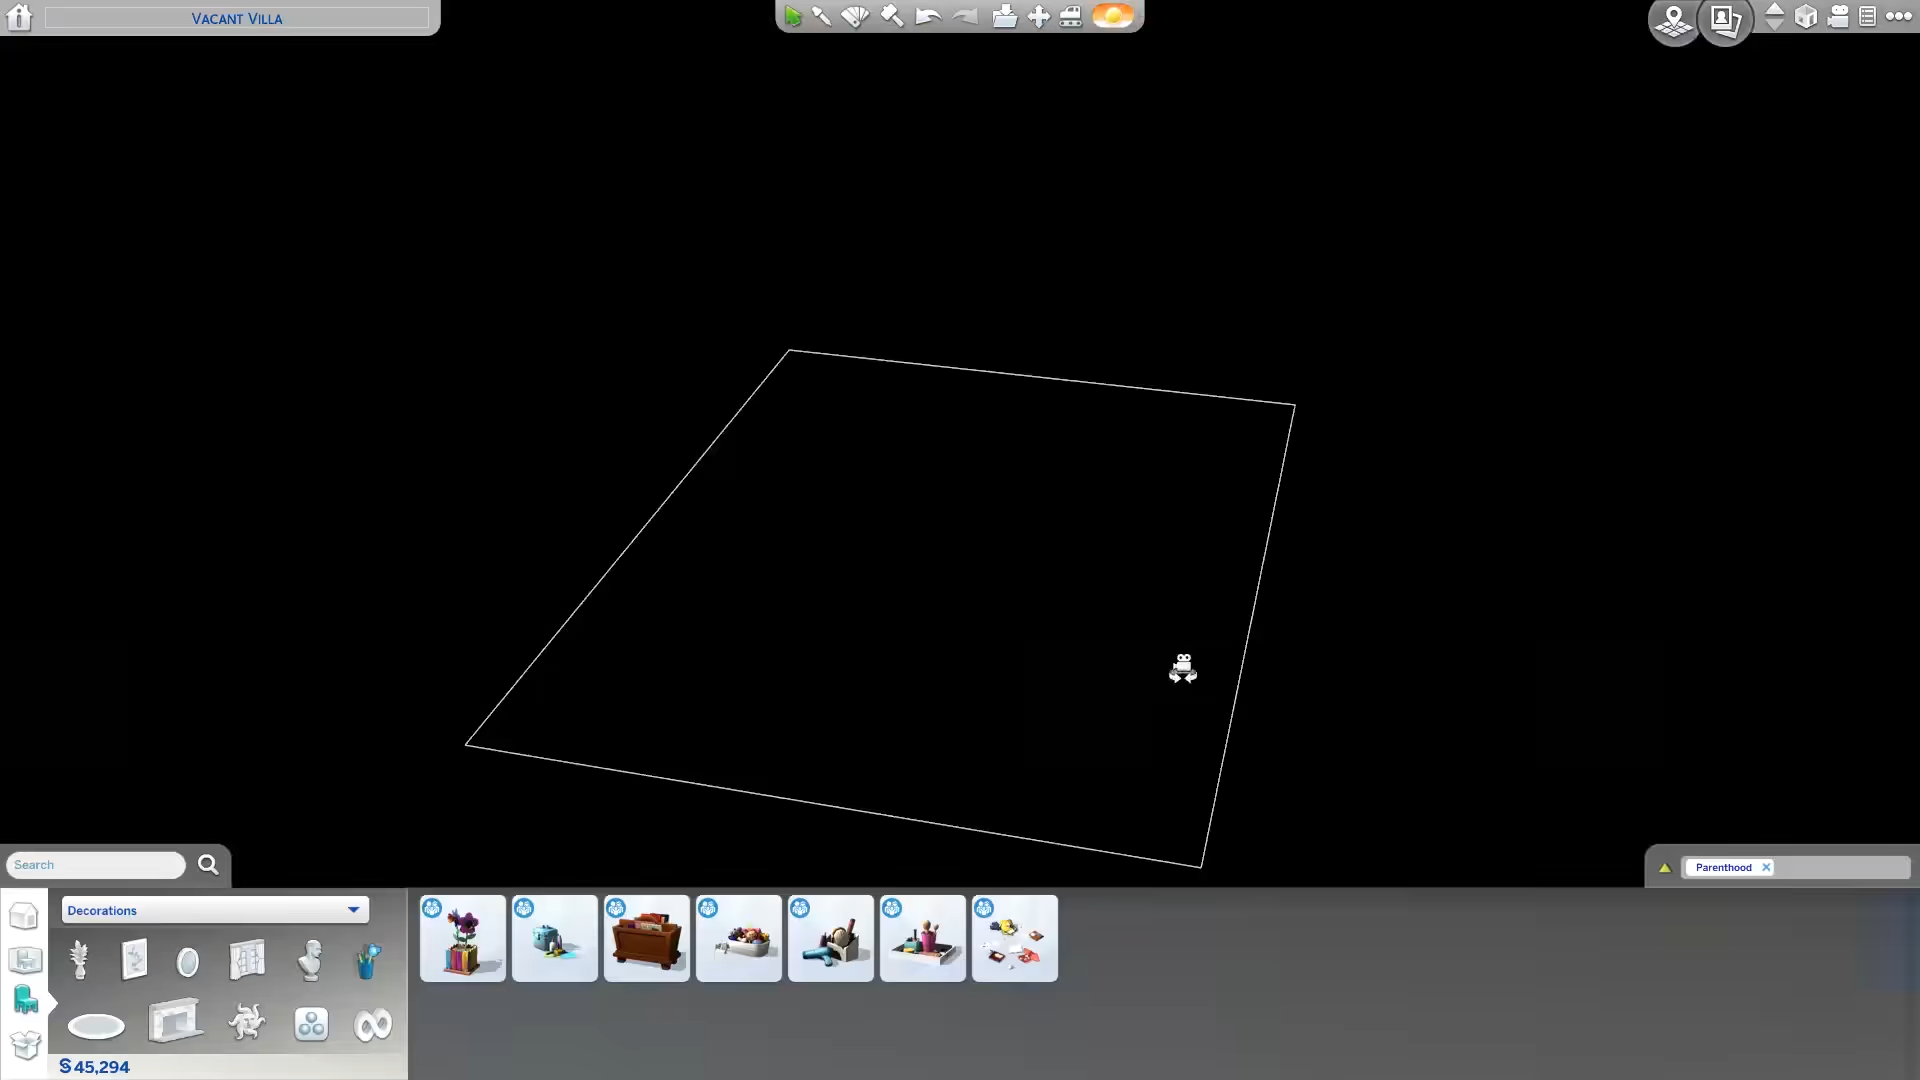 VACANT VILLA
Search
Parenthood
Decorations
§45,294